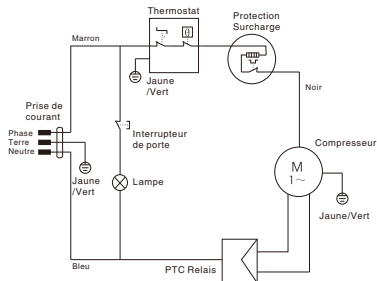 Thermostat
Protection
Surcharge
Marron
Jaune
/Vert
Noir
Prise de
courant
Phase
Terre
Neutre
Interrupteur
de porte
Compresseur
M
1~
Jaune
/Vert
Lampe
Jaune/Vert
Bleu
PTC Relais